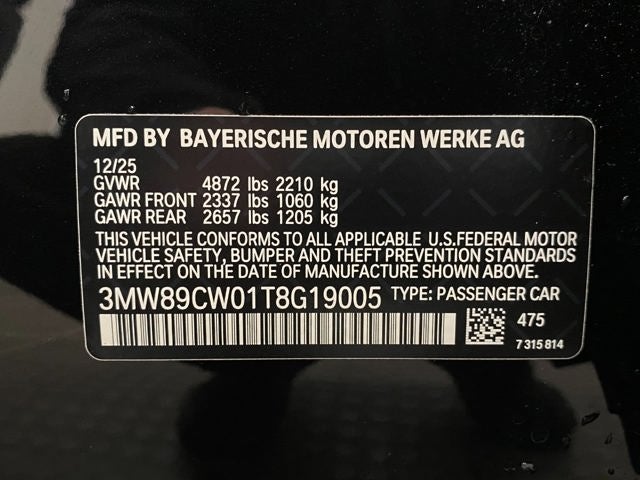 MFD BY BAYERISCHE MOTOREN WERKE AG
12/25
GVWR 4872 lbs 2210 kg
GAWR FRONT 2337 lbs 1060 kg
GAWR REAR 2657 lbs 1205 kg
THIS VEHICLE CONFORMS TO ALL APPLICABLE U.S.FEDERAL MOTOR
VEHICLE SAFETY, BUMPER AND THEFT PREVENTION STANDARDS
IN EFFECT ON THE DATE OF MANUFACTURE SHOWN ABOVE.
3MW89CW01T8G19005 TYPE: PASSENGER CAR
475
7 315 814